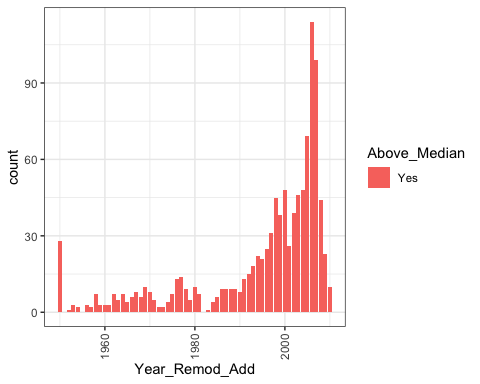 90
60
30
0
count
1960
1980
2000
Year_Remod_Add
Above_Median
Yes